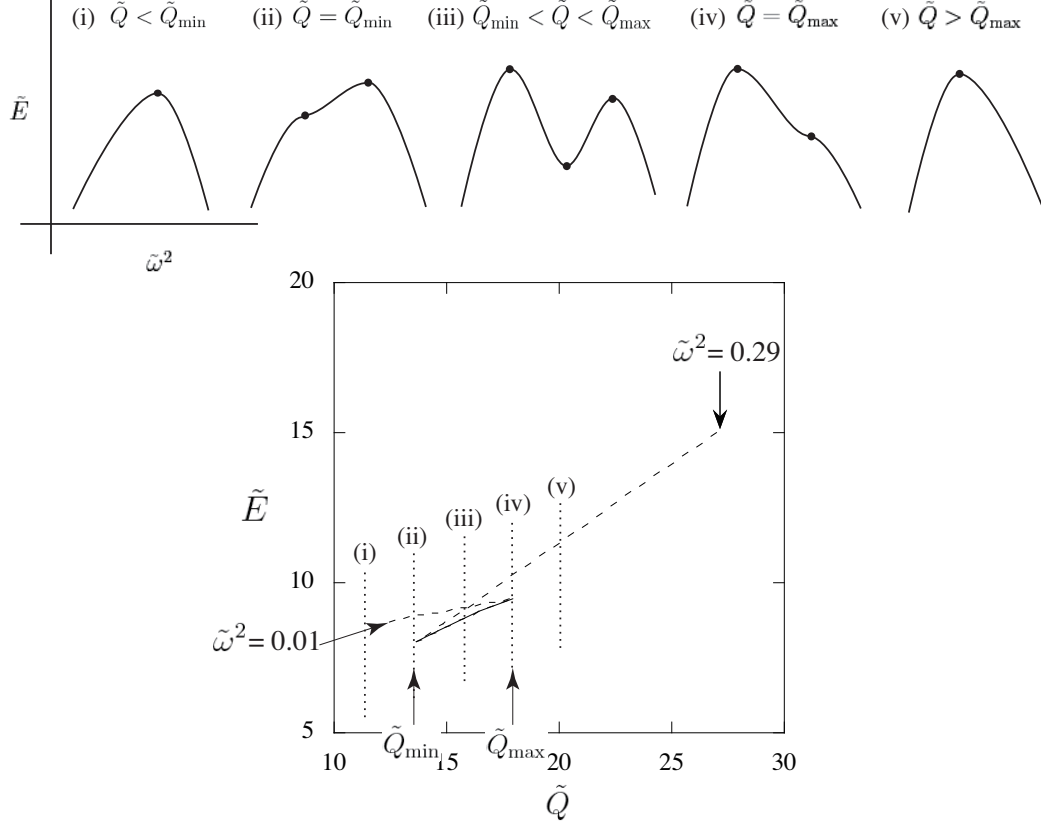 (i) Q̃ < Q̃min (ii) Q̃ = Q̃min (iii) Q̃min < Q̃ < Q̃max (iv) Q̃ = Q̃max (v) Q̃ > Q̃max
Ẽ
ω̃²
20
ω̃² = 0.29
15
Ẽ
(i) (ii) (iii) (iv) (v)
10
ω̃² = 0.01
5
Q̃min Q̃max
10 15 20 25 30
Q̃